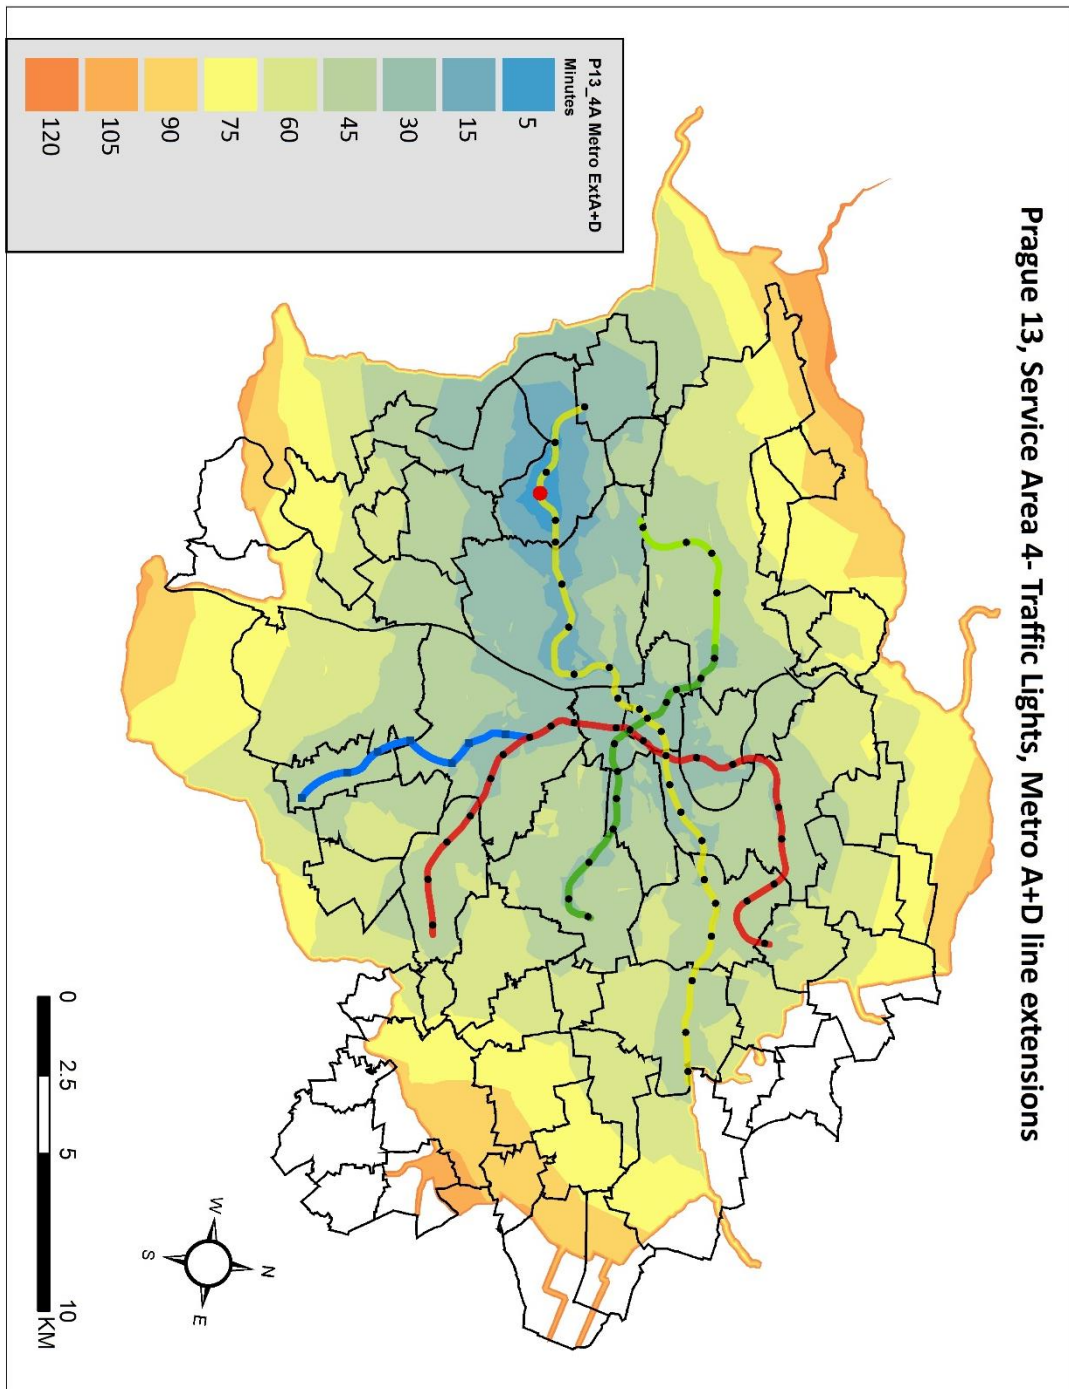 Prague 13, Service Area 4- Traffic Lights, Metro A+D line extensions
P13_4A Metro ExtA+D
Minutes
5
15
30
45
60
75
90
105
120
0 2.5 5 10
KM
N
W
E
S